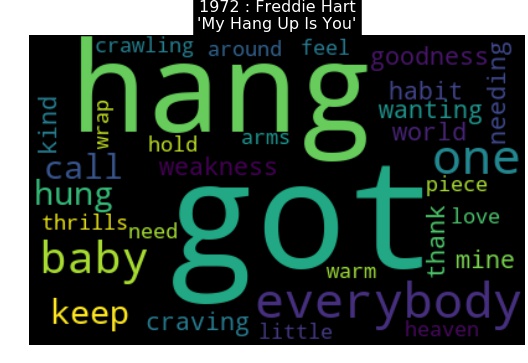 1972 : Freddie Hart
'My Hang Up Is You'
crawling around feel
hang goodness
habit needing
kind wrap wanting
hold arms world
call weakness one
hung got piece
thrills need thank love
baby warm mine
keep everybody
craving little heaven